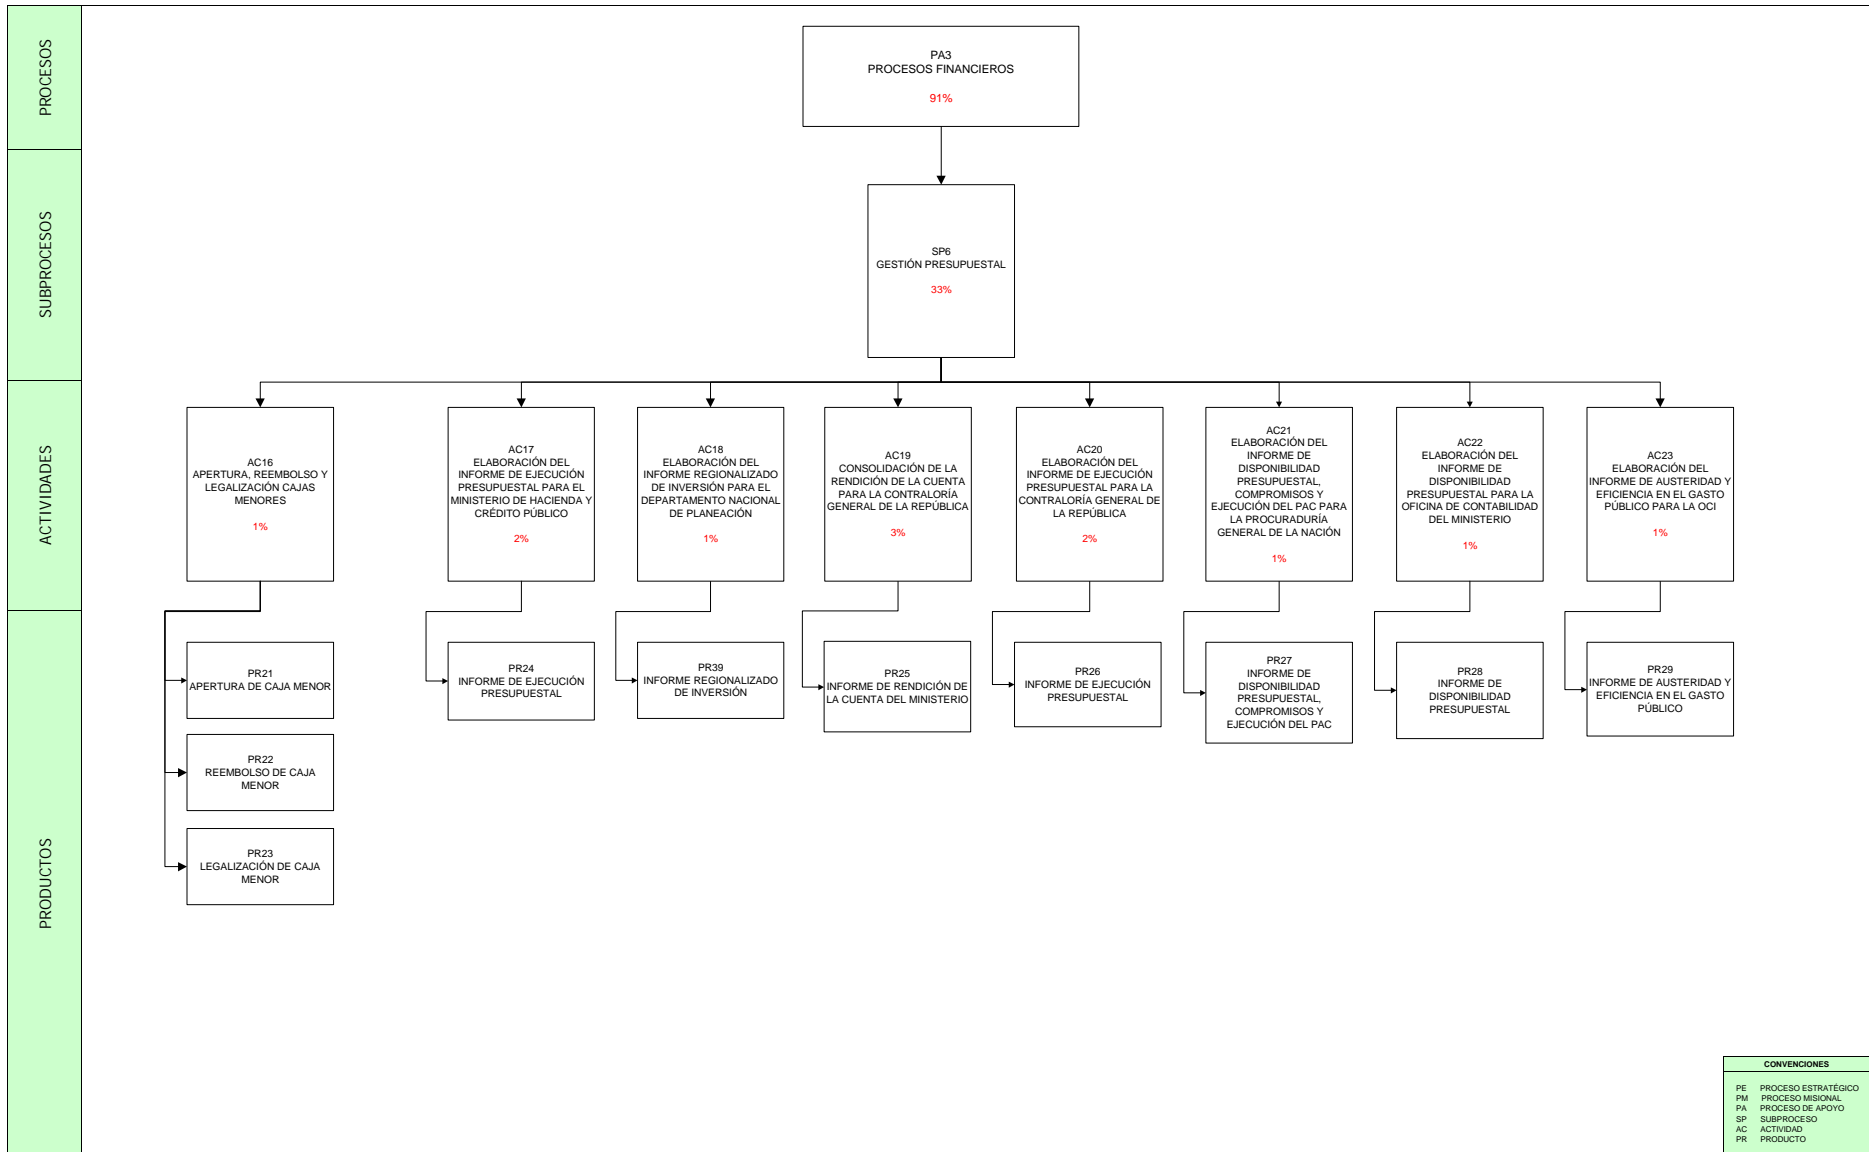 PROCESOS
PA3
PROCESOS FINANCIEROS
91%
SUBPROCESOS
SP6
GESTIÓN PRESUPUESTAL
33%
ACTIVIDADES
AC16
APERTURA, REEMBOLSO Y
LEGALIZACIÓN CAJAS
MENORES
1%
AC17
ELABORACIÓN DEL
INFORME DE EJECUCIÓN
PRESUPUESTAL PARA EL
MINISTERIO DE HACIENDA Y
CRÉDITO PÚBLICO
2%
AC18
ELABORACIÓN DEL
INFORME REGIONALIZADO
DE INVERSIÓN PARA EL
DEPARTAMENTO NACIONAL
DE PLANEACIÓN
1%
AC19
CONSOLIDACIÓN DE LA
RENDICIÓN DE LA CUENTA
PARA LA CONTRALORÍA
GENERAL DE LA REPÚBLICA
3%
AC20
ELABORACIÓN DEL
INFORME DE EJECUCIÓN
PRESUPUESTAL PARA LA
CONTRALORÍA GENERAL DE
LA REPÚBLICA
2%
AC21
ELABORACIÓN DEL
INFORME DE
DISPONIBILIDAD
PRESUPUESTAL,
COMPROMISOS Y
EJECUCIÓN DEL PAC PARA
LA PROCURADURÍA
GENERAL DE LA NACIÓN
1%
AC22
ELABORACIÓN DEL
INFORME DE
DISPONIBILIDAD
PRESUPUESTAL PARA LA
OFICINA DE CONTABILIDAD
DEL MINISTERIO
1%
AC23
ELABORACIÓN DEL
INFORME DE AUSTERIDAD Y
EFICIENCIA EN EL GASTO
PÚBLICO PARA LA OCI
1%
PRODUCTOS
PR21
APERTURA DE CAJA MENOR
PR22
REEMBOLSO DE CAJA
MENOR
PR23
LEGALIZACIÓN DE CAJA
MENOR
PR24
INFORME DE EJECUCIÓN
PRESUPUESTAL
PR39
INFORME REGIONALIZADO
DE INVERSIÓN
PR25
INFORME DE RENDICIÓN DE
LA CUENTA DEL MINISTERIO
PR26
INFORME DE EJECUCIÓN
PRESUPUESTAL
PR27
INFORME DE
DISPONIBILIDAD
PRESUPUESTAL,
COMPROMISOS Y
EJECUCIÓN DEL PAC
PR28
INFORME DE
DISPONIBILIDAD
PRESUPUESTAL
PR29
INFORME DE AUSTERIDAD Y
EFICIENCIA EN EL GASTO
PÚBLICO
CONVENCIONES
PE PROCESO ESTRATÉGICO
PM PROCESO MISIONAL
PA PROCESO DE APOYO
SP SUBPROCESO
AC ACTIVIDAD
PR PRODUCTO